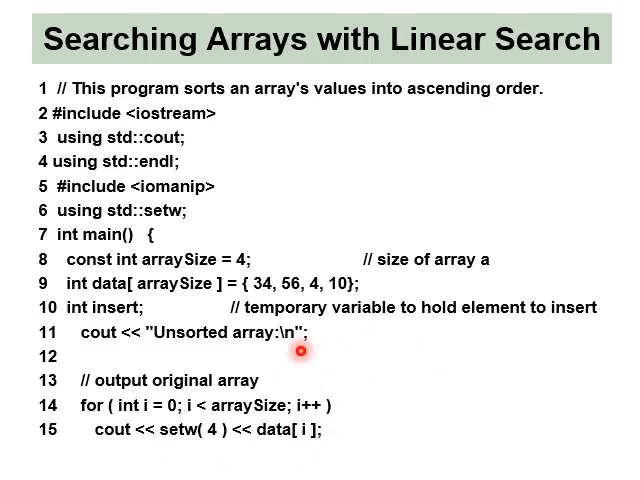 Searching Arrays with Linear Search
1 // This program sorts an array's values into ascending order.
2 #include <iostream>
3 using std::cout;
4 using std::endl;
5 #include <iomanip>
6 using std::setw;
7 int main() {
8 const int arraySize = 4; // size of array a
9 int data[ arraySize ] = { 34, 56, 4, 10};
10 int insert; // temporary variable to hold element to insert
11 cout << "Unsorted array:\n";
12
13 // output original array
14 for ( int i = 0; i < arraySize; i++ )
15 cout << setw( 4 ) << data[ i ];